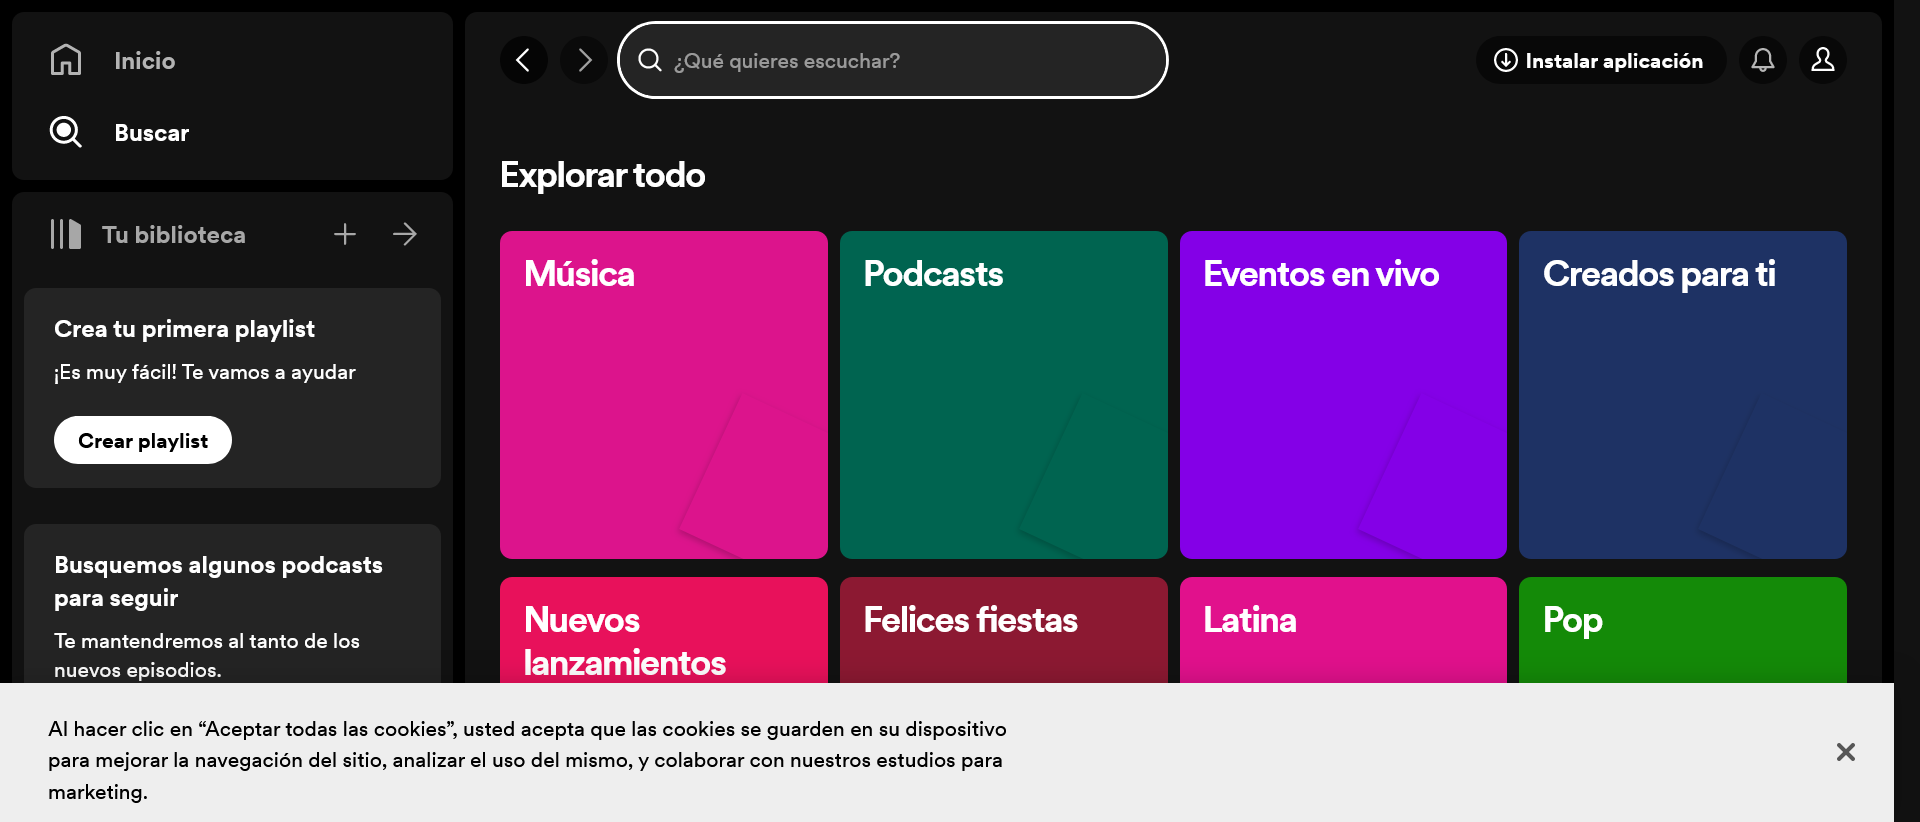 Inicio
Buscar
Tu biblioteca
Crea tu primera playlist
¡Es muy fácil! Te vamos a ayudar
Crear playlist
Busquemos algunos podcasts
para seguir
Te mantendremos al tanto de los
nuevos episodios.
¿Qué quieres escuchar?
Instalar aplicación
Explorar todo
Música
Podcasts
Eventos en vivo
Creados para ti
Nuevos
lanzamientos
Felices fiestas
Latina
Pop
Al hacer clic en “Aceptar todas las cookies”, usted acepta que las cookies se guarden en su dispositivo
para mejorar la navegación del sitio, analizar el uso del mismo, y colaborar con nuestros estudios para
marketing.